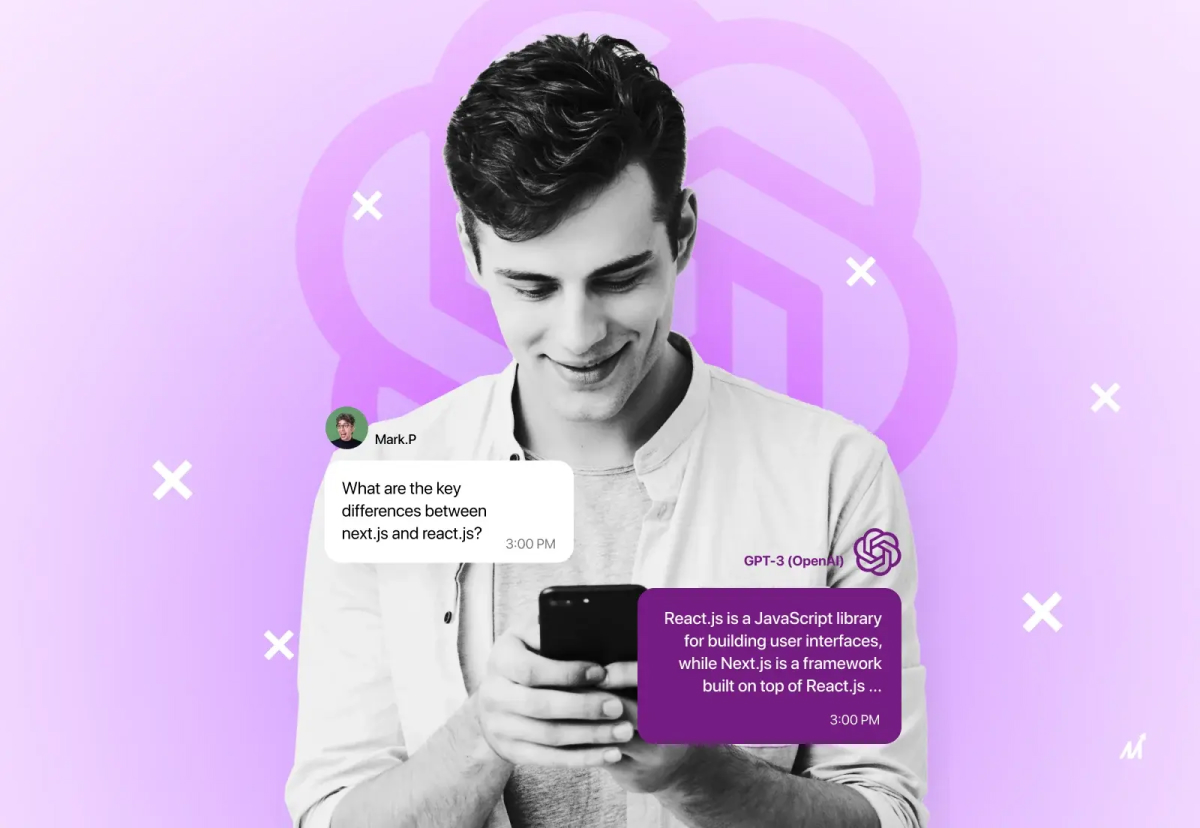 Mark.P
What are the key
differences between
next.js and react.js?
3:00 PM
GPT-3 (OpenAI)
React.js is a JavaScript library
for building user interfaces,
while Next.js is a framework
built on top of React.js ...
3:00 PM